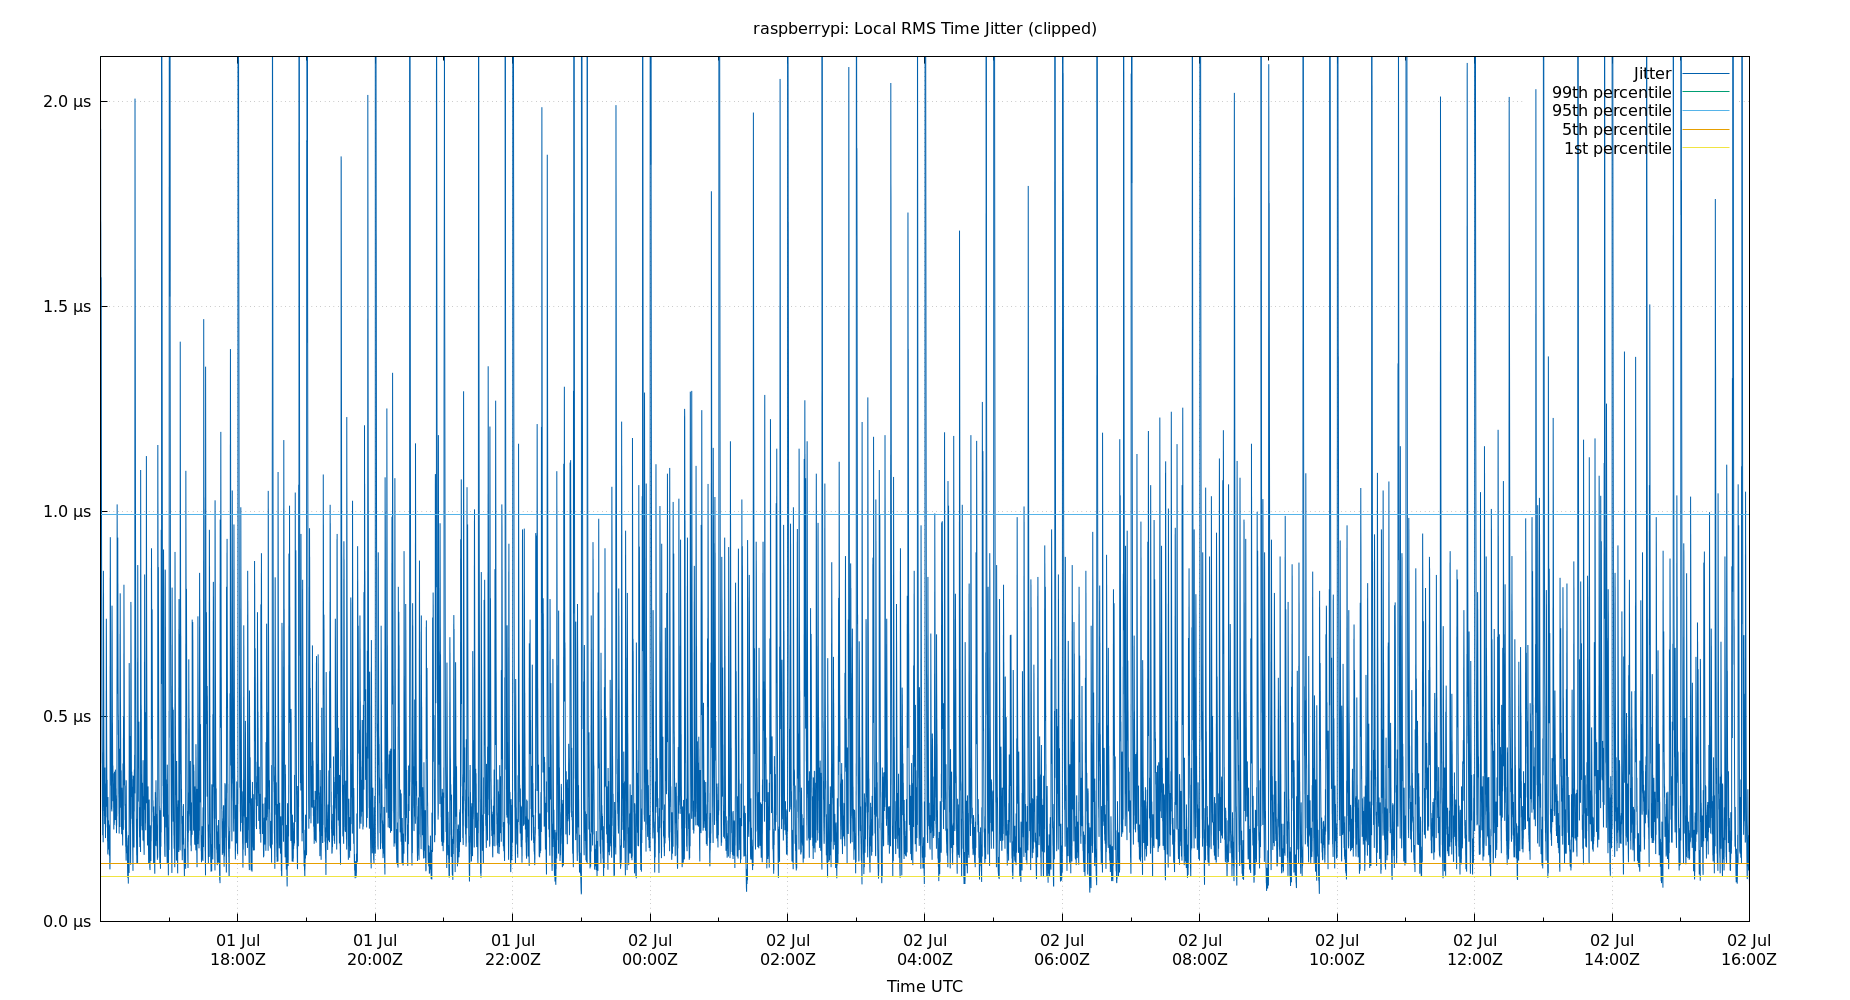 raspberrypi: Local RMS Time Jitter (clipped)
2.0 μs
1.5 μs
1.0 μs
0.5 μs
0.0 μs
Jitter
99th percentile
95th percentile
5th percentile
1st percentile
01 Jul
18:00Z
01 Jul
20:00Z
01 Jul
22:00Z
02 Jul
00:00Z
02 Jul
02:00Z
02 Jul
04:00Z
02 Jul
06:00Z
02 Jul
08:00Z
02 Jul
10:00Z
02 Jul
12:00Z
02 Jul
14:00Z
02 Jul
16:00Z
Time UTC